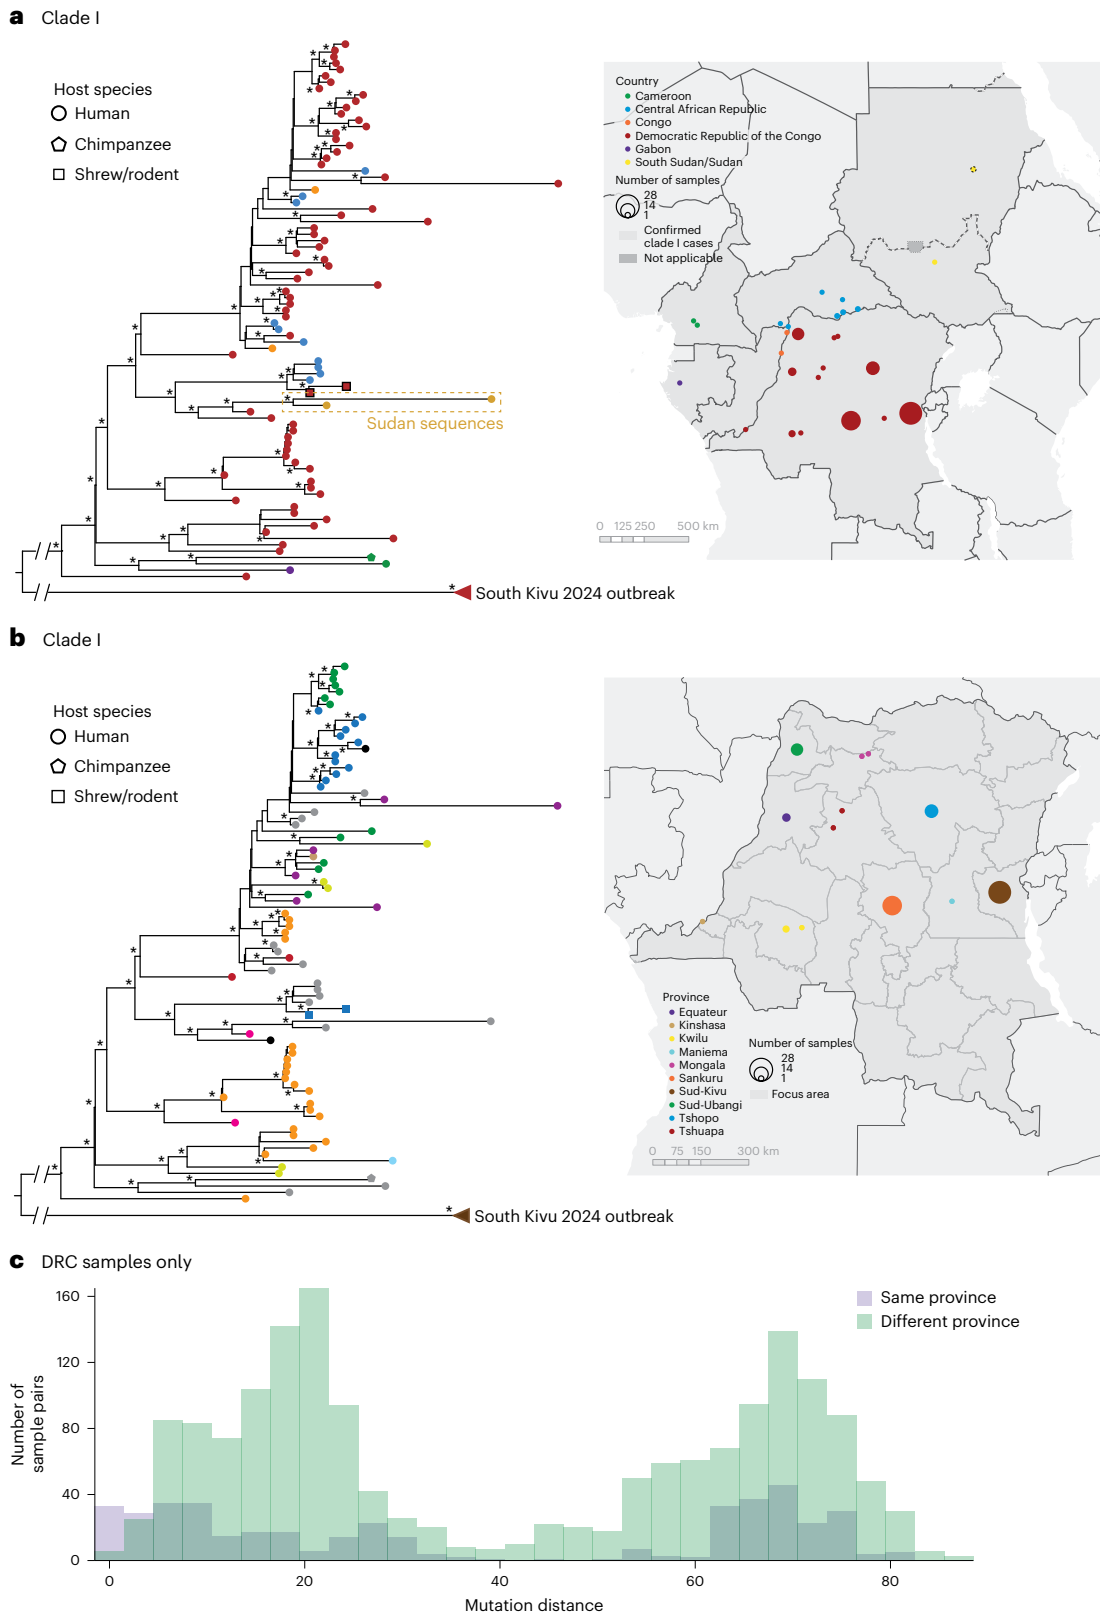 a Clade I
Host species
Human
Chimpanzee
Shrew/rodent
Sudan sequences
South Kivu 2024 outbreak
Country
Cameroon
Central African Republic
Congo
Democratic Republic of the Congo
Gabon
South Sudan/Sudan
Number of samples
28
14
1
Confirmed
clade I cases
Not applicable
0 125 250 500 km
b Clade I
Host species
Human
Chimpanzee
Shrew/rodent
South Kivu 2024 outbreak
Province
Equateur
Kinshasa
Kwilu
Maniema
Mongala
Sankuru
Sud-Kivu
Sud-Ubangi
Tshopo
Tshuapa
Number of samples
28
14
1
Focus area
0 75 150 300 km
c DRC samples only
Same province
Different province
Number of
sample pairs
160
120
80
40
0
0 20 40 60 80
Mutation distance